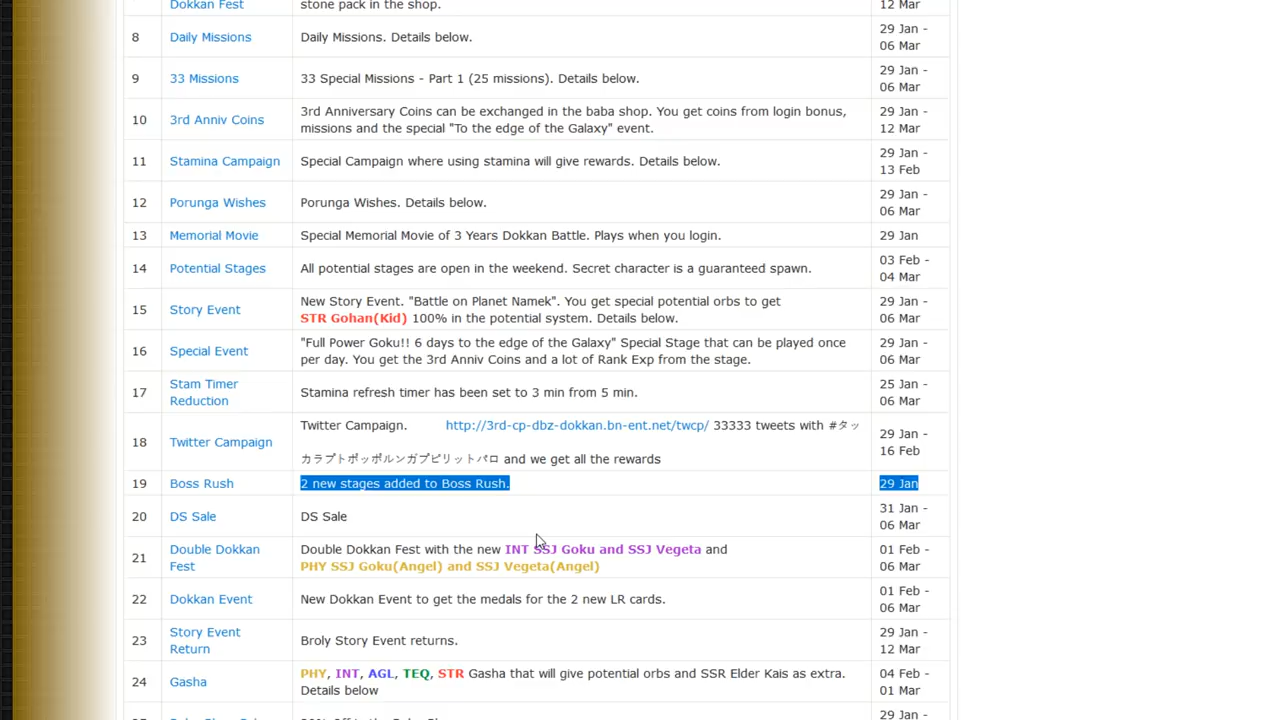 Dokkan Fest
stone pack in the shop.
12 Mar
8
Daily Missions
Daily Missions. Details below.
29 Jan -
06 Mar
9
33 Missions
33 Special Missions - Part 1 (25 missions). Details below.
29 Jan -
06 Mar
10
3rd Anniv Coins
3rd Anniversary Coins can be exchanged in the baba shop. You get coins from login bonus,
missions and the special "To the edge of the Galaxy" event.
29 Jan -
12 Mar
11
Stamina Campaign
Special Campaign where using stamina will give rewards. Details below.
29 Jan -
13 Feb
12
Porunga Wishes
Porunga Wishes. Details below.
29 Jan -
06 Mar
13
Memorial Movie
Special Memorial Movie of 3 Years Dokkan Battle. Plays when you login.
29 Jan
14
Potential Stages
All potential stages are open in the weekend. Secret character is a guaranteed spawn.
03 Feb -
04 Mar
15
Story Event
New Story Event. "Battle on Planet Namek". You get special potential orbs to get
STR Gohan(Kid) 100% in the potential system. Details below.
29 Jan -
06 Mar
16
Special Event
"Full Power Goku!! 6 days to the edge of the Galaxy" Special Stage that can be played once
per day. You get the 3rd Anniv Coins and a lot of Rank Exp from the stage.
29 Jan -
06 Mar
17
Stam Timer
Reduction
Stamina refresh timer has been set to 3 min from 5 min.
25 Jan -
06 Mar
18
Twitter Campaign
Twitter Campaign. http://3rd-cp-dbz-dokkan.bn-ent.net/twcp/ 33333 tweets with #タッ
カラプトポッポルンガプピリットパロ and we get all the rewards
29 Jan -
16 Feb
19
Boss Rush
2 new stages added to Boss Rush.
29 Jan
20
DS Sale
DS Sale
31 Jan -
06 Mar
21
Double Dokkan
Fest
Double Dokkan Fest with the new INT SSJ Goku and SSJ Vegeta and
PHY SSJ Goku(Angel) and SSJ Vegeta(Angel)
01 Feb -
06 Mar
22
Dokkan Event
New Dokkan Event to get the medals for the 2 new LR cards.
01 Feb -
06 Mar
23
Story Event
Return
Broly Story Event returns.
29 Jan -
12 Mar
24
Gasha
PHY, INT, AGL, TEQ, STR Gasha that will give potential orbs and SSR Elder Kais as extra.
Details below
04 Feb -
01 Mar
29 Jan -